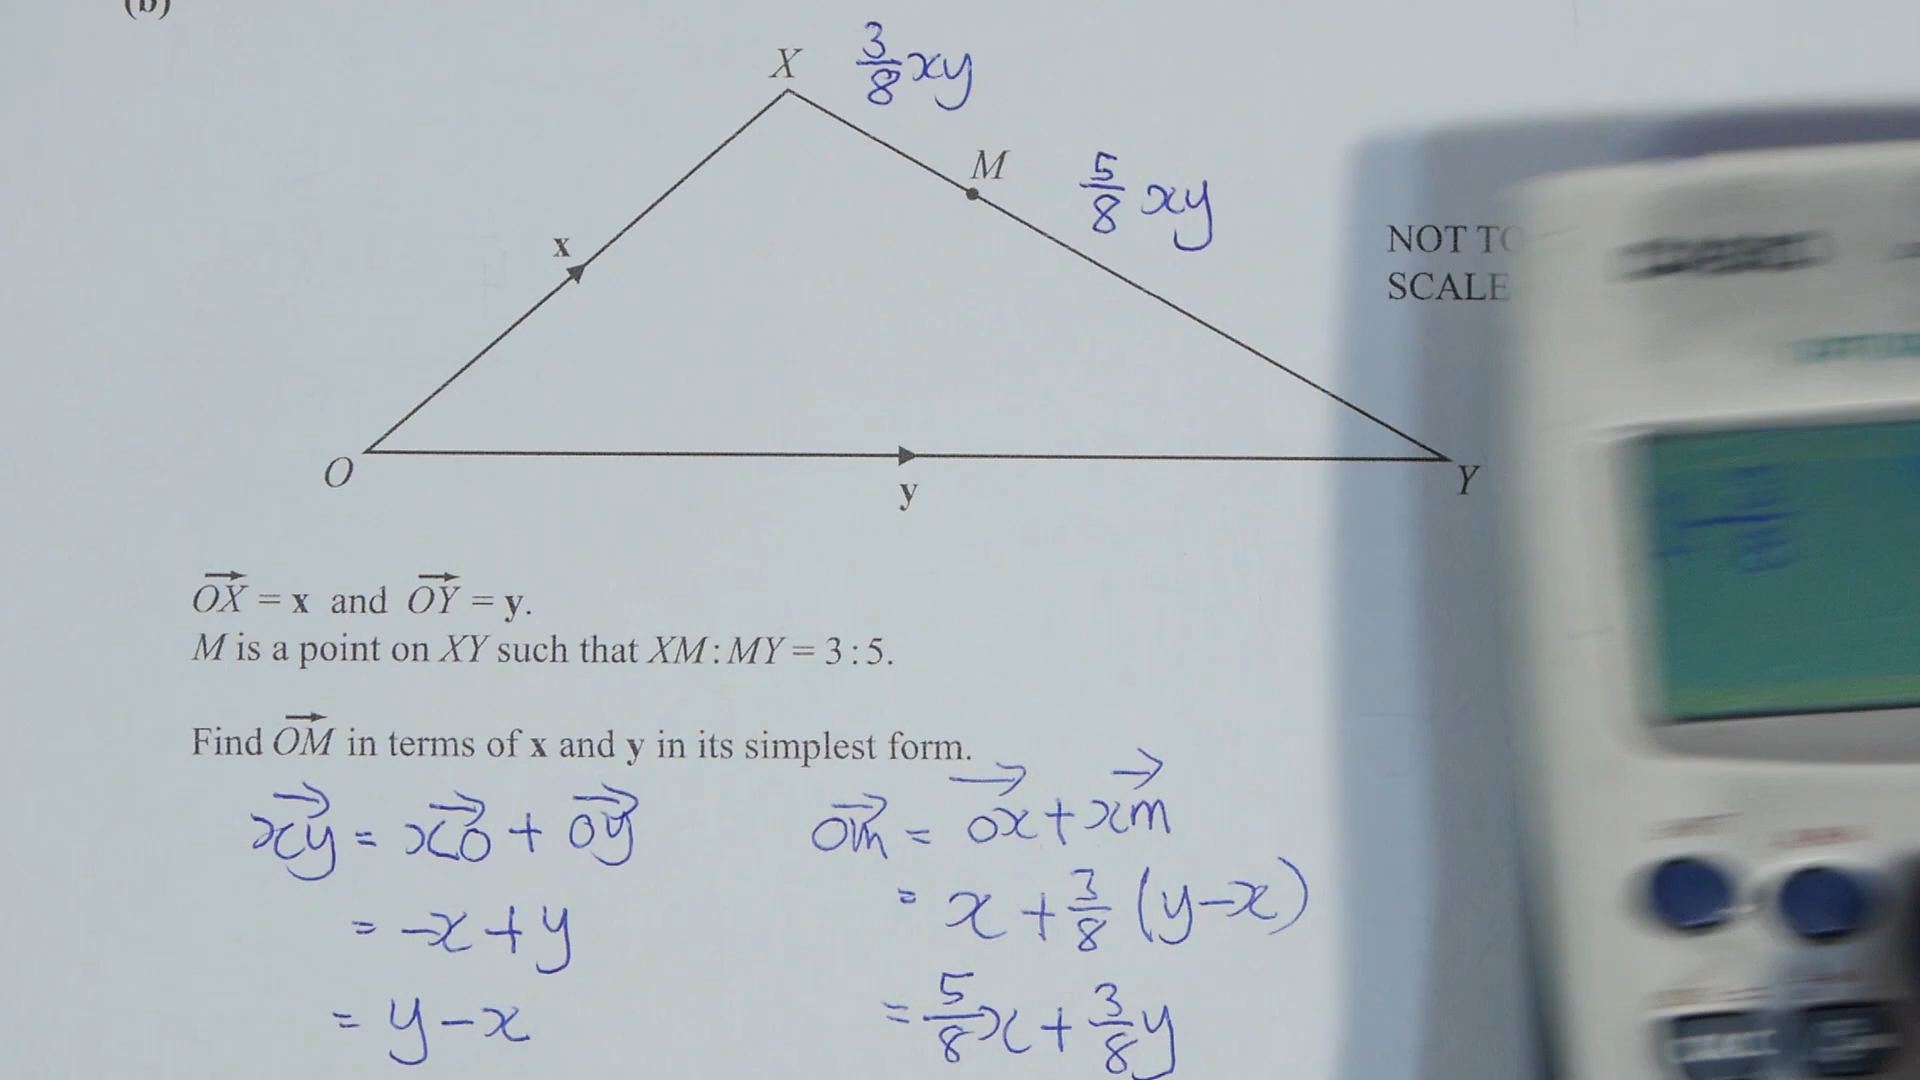 (b)
X 3/8 xy
M 5/8 xy
x
NOT TO
SCALE
O
Y
y
OX = x and OY = y.
M is a point on XY such that XM : MY = 3 : 5.
Find OM in terms of x and y in its simplest form.
xy = xo + oy
= -x + y
= y - x
om = ox + xm
= x + 3/8 (y - x)
= 5/8 x + 3/8 y